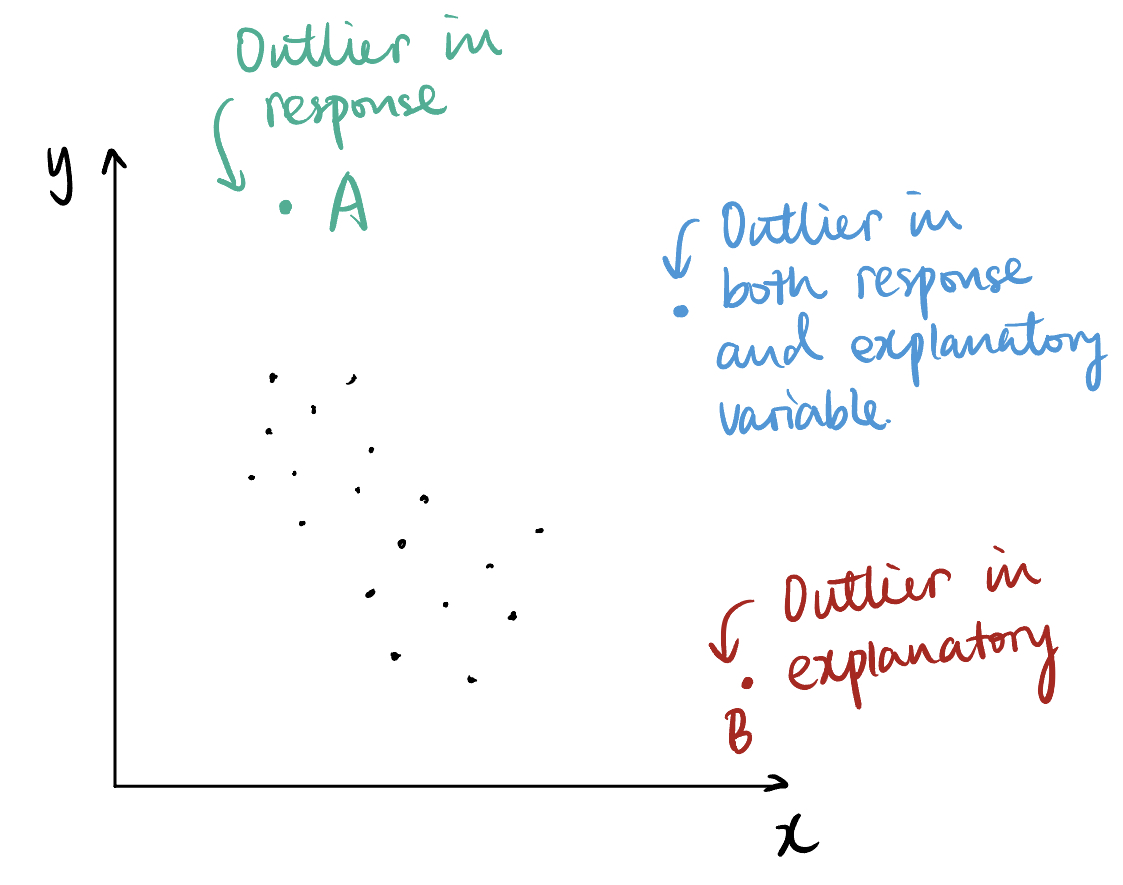 Outlier in
response
A
y
Outlier in
both response
and explanatory
variable.
Outlier in
explanatory
B
x